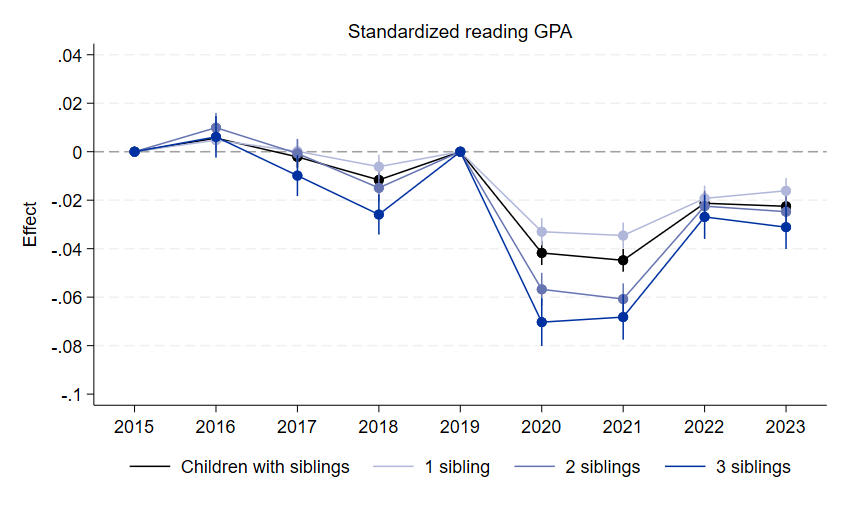 Standardized reading GPA
.04
.02
0
-.02
-.04
-.06
-.08
-.1
Effect
2015 2016 2017 2018 2019 2020 2021 2022 2023
Children with siblings 1 sibling 2 siblings 3 siblings